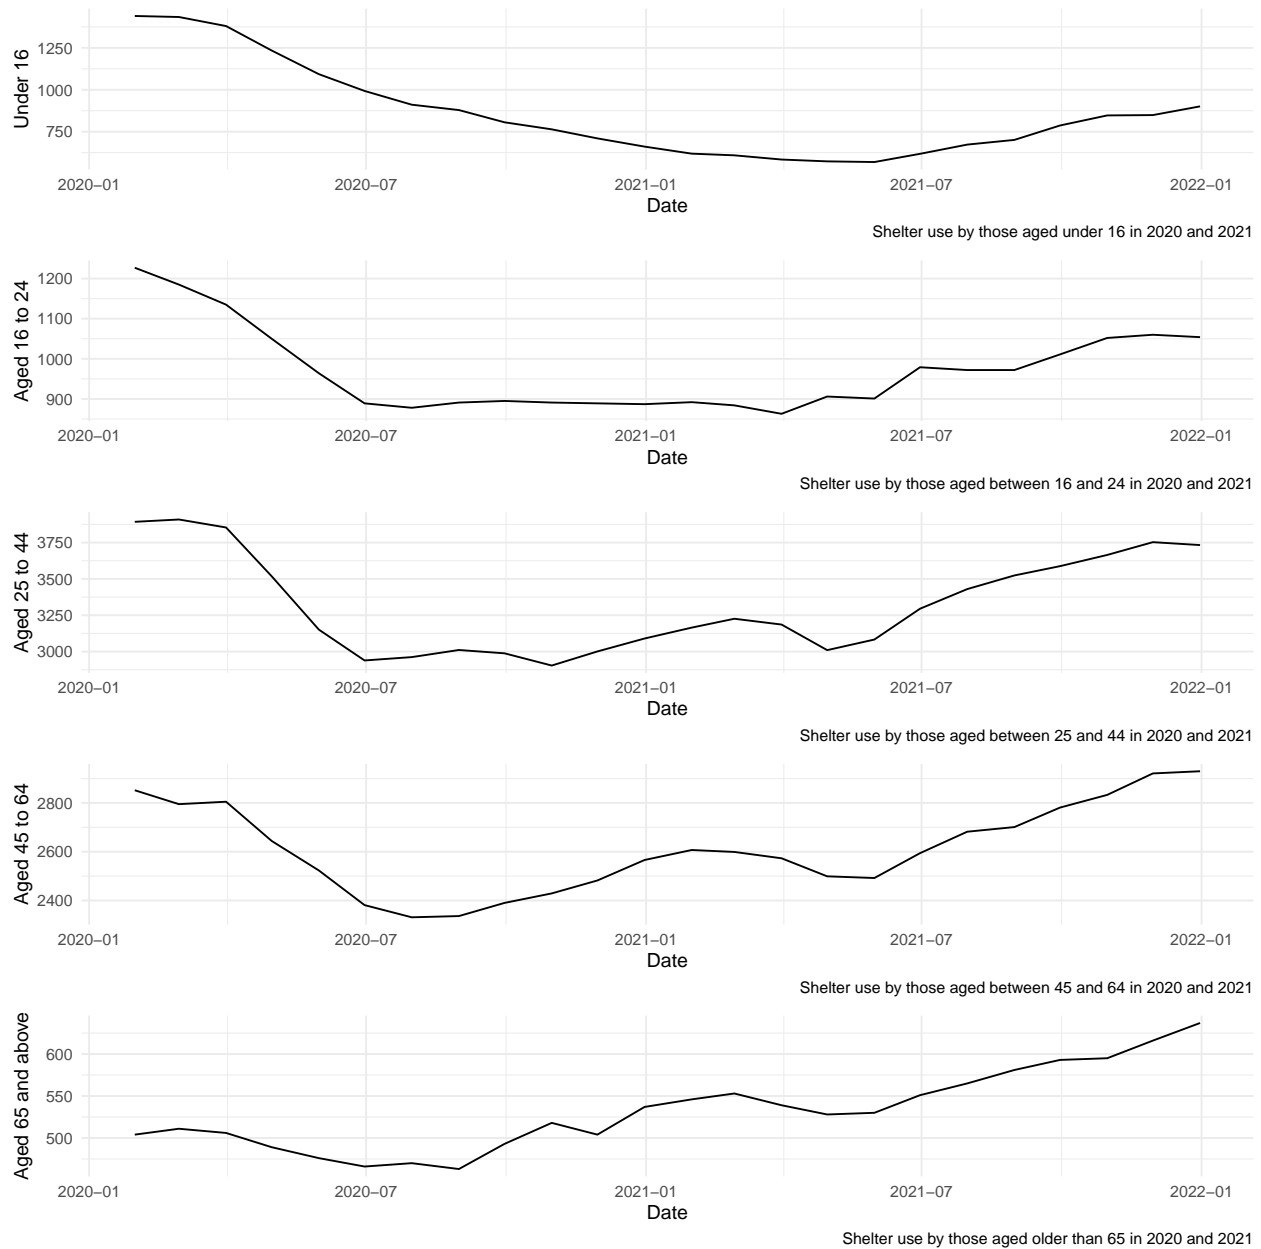 Under 16
1250
1000
750
2020–01 2020–07 2021–01 2021–07 2022–01
Date
Shelter use by those aged under 16 in 2020 and 2021
Aged 16 to 24
1200
1100
1000
900
2020–01 2020–07 2021–01 2021–07 2022–01
Date
Shelter use by those aged between 16 and 24 in 2020 and 2021
Aged 25 to 44
3750
3500
3250
3000
2020–01 2020–07 2021–01 2021–07 2022–01
Date
Shelter use by those aged between 25 and 44 in 2020 and 2021
Aged 45 to 64
2800
2600
2400
2020–01 2020–07 2021–01 2021–07 2022–01
Date
Shelter use by those aged between 45 and 64 in 2020 and 2021
Aged 65 and above
600
550
500
2020–01 2020–07 2021–01 2021–07 2022–01
Date
Shelter use by those aged older than 65 in 2020 and 2021